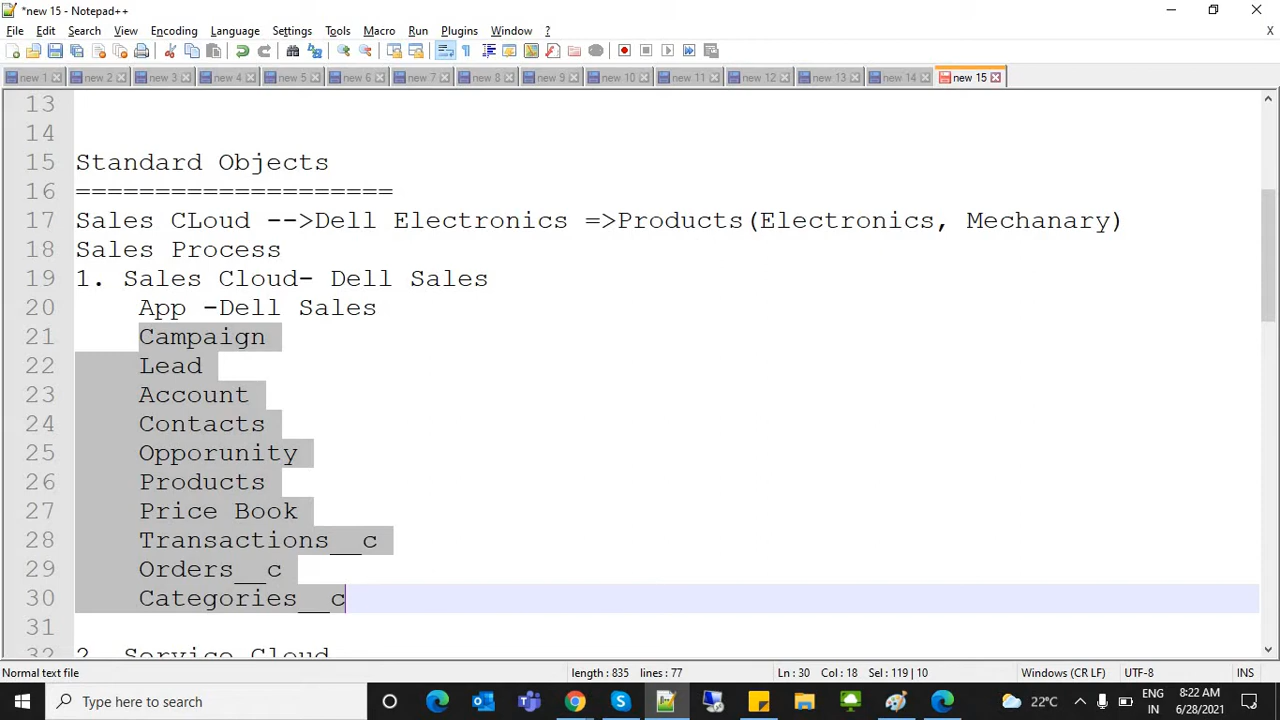 *new 15 - Notepad++
File Edit Search View Encoding Language Settings Tools Macro Run Plugins Window ?
X
new 1 new 2 new 3 new 4 new 5 new 6 new 7 new 8 new 9 new 10 new 11 new 12 new 13 new 14 new 15
13
14
15 Standard Objects
16 ====================
17 Sales CLoud -->Dell Electronics =>Products(Electronics, Mechanary)
18 Sales Process
19 1. Sales Cloud- Dell Sales
20 App -Dell Sales
21 Campaign
22 Lead
23 Account
24 Contacts
25 Opporunity
26 Products
27 Price Book
28 Transactions__c
29 Orders__c
30 Categories__c
31
32 2. Service Cloud
Normal text file length : 835 lines : 77 Ln : 30 Col : 18 Sel : 119 | 10 Windows (CR LF) UTF-8 INS
Type here to search 22°C ENG 8:22 AM
IN 6/28/2021